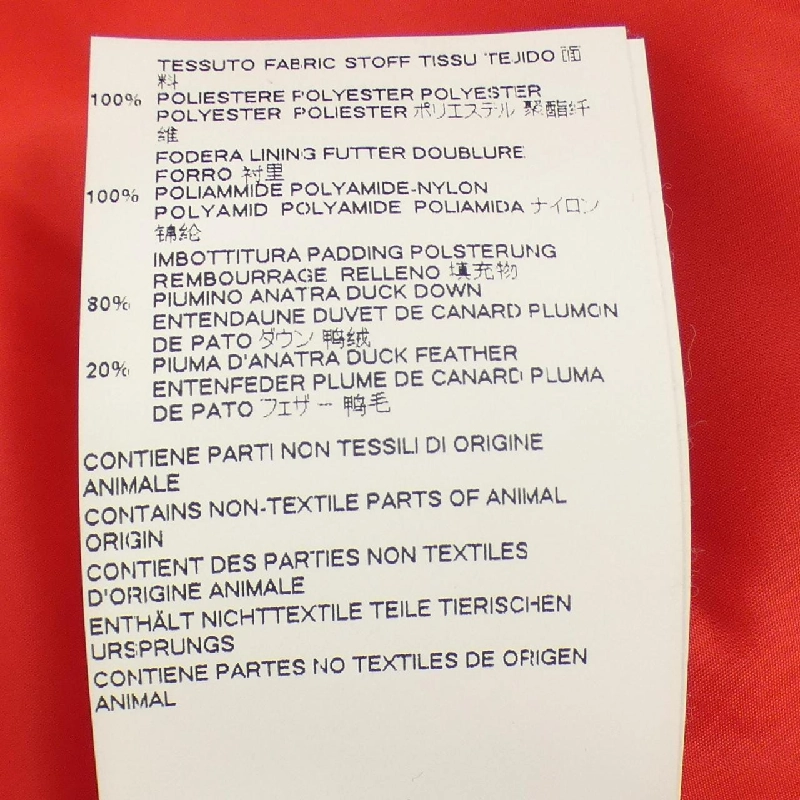 TESSUTO FABRIC STOFF TISSU TEJIDO 面
料
100% POLIESTERE POLYESTER POLYESTER
POLYESTER POLIESTER ポリエステル 聚酯纤
维
FODERA LINING FUTTER DOUBLURE
FORRO 衬里
100% POLIAMMIDE POLYAMIDE-NYLON
POLYAMID POLYAMIDE POLIAMIDA ナイロン
锦纶
IMBOTTITURA PADDING POLSTERUNG
REMBOURRAGE RELLENO 填充物
80% PIUMINO ANATRA DUCK DOWN
ENTENDAUNE DUVET DE CANARD PLUMON
DE PATO ダウン 鸭绒
20% PIUMA D'ANATRA DUCK FEATHER
ENTENFEDER PLUME DE CANARD PLUMA
DE PATO フェザー 鸭毛
CONTIENE PARTI NON TESSILI DI ORIGINE
ANIMALE
CONTAINS NON-TEXTILE PARTS OF ANIMAL
ORIGIN
CONTIENT DES PARTIES NON TEXTILES
D'ORIGINE ANIMALE
ENTHÄLT NICHTTEXTILE TEILE TIERISCHEN
URSPRUNGS
CONTIENE PARTES NO TEXTILES DE ORIGEN
ANIMAL